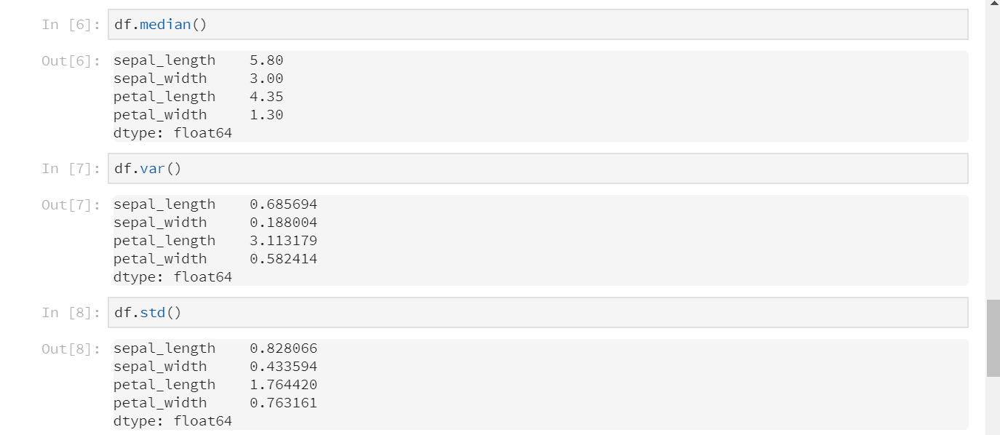 In [6]: df.median()
Out[6]: sepal_length    5.80
sepal_width     3.00
petal_length    4.35
petal_width     1.30
dtype: float64
In [7]: df.var()
Out[7]: sepal_length    0.685694
sepal_width     0.188004
petal_length    3.113179
petal_width     0.582414
dtype: float64
In [8]: df.std()
Out[8]: sepal_length    0.828066
sepal_width     0.433594
petal_length    1.764420
petal_width     0.763161
dtype: float64